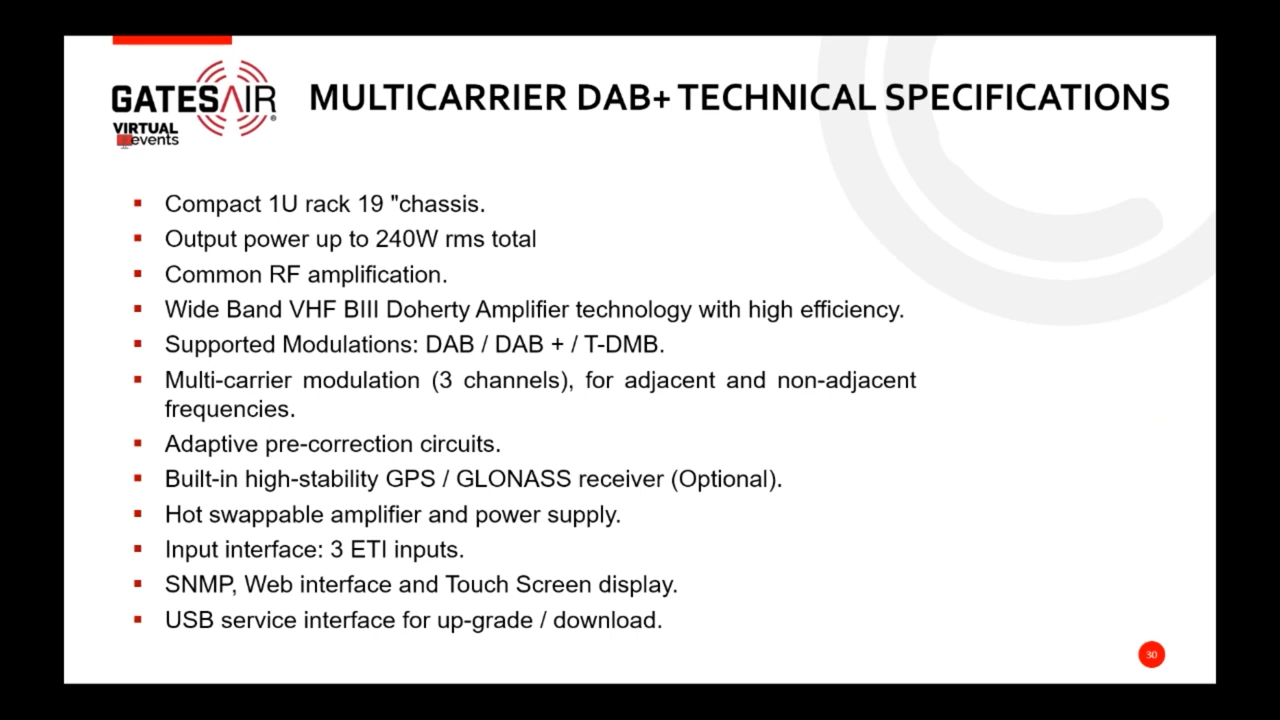 GATESAIR®
VIRTUAL
events
MULTICARRIER DAB+ TECHNICAL SPECIFICATIONS
▪ Compact 1U rack 19 "chassis.
▪ Output power up to 240W rms total
▪ Common RF amplification.
▪ Wide Band VHF BIII Doherty Amplifier technology with high efficiency.
▪ Supported Modulations: DAB / DAB + / T-DMB.
▪ Multi-carrier modulation (3 channels), for adjacent and non-adjacent
frequencies.
▪ Adaptive pre-correction circuits.
▪ Built-in high-stability GPS / GLONASS receiver (Optional).
▪ Hot swappable amplifier and power supply.
▪ Input interface: 3 ETI inputs.
▪ SNMP, Web interface and Touch Screen display.
▪ USB service interface for up-grade / download.
30